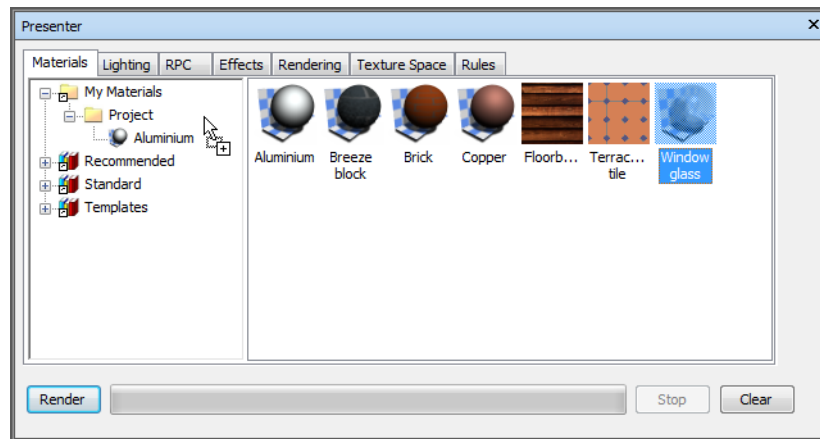 Presenter
Materials Lighting RPC Effects Rendering Texture Space Rules
My Materials
Project
Aluminium
Recommended
Standard
Templates
Aluminium Breeze Brick Copper Floorb... Terrac... Window
block tile glass
Render Stop Clear